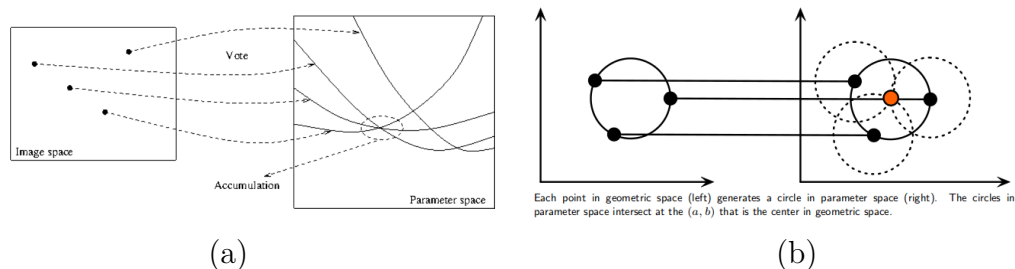 Vote
Image space
Accumulation
Parameter space
Each point in geometric space (left) generates a circle in parameter space (right). The circles in
parameter space intersect at the (a, b) that is the center in geometric space.
(a)
(b)